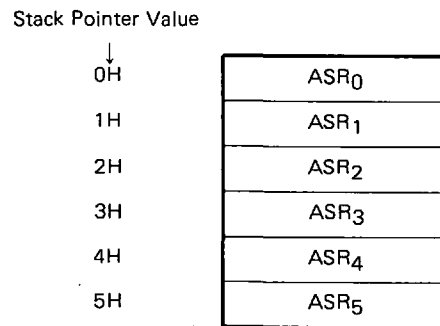 Stack Pointer Value
0H ASR0
1H ASR1
2H ASR2
3H ASR3
4H ASR4
5H ASR5